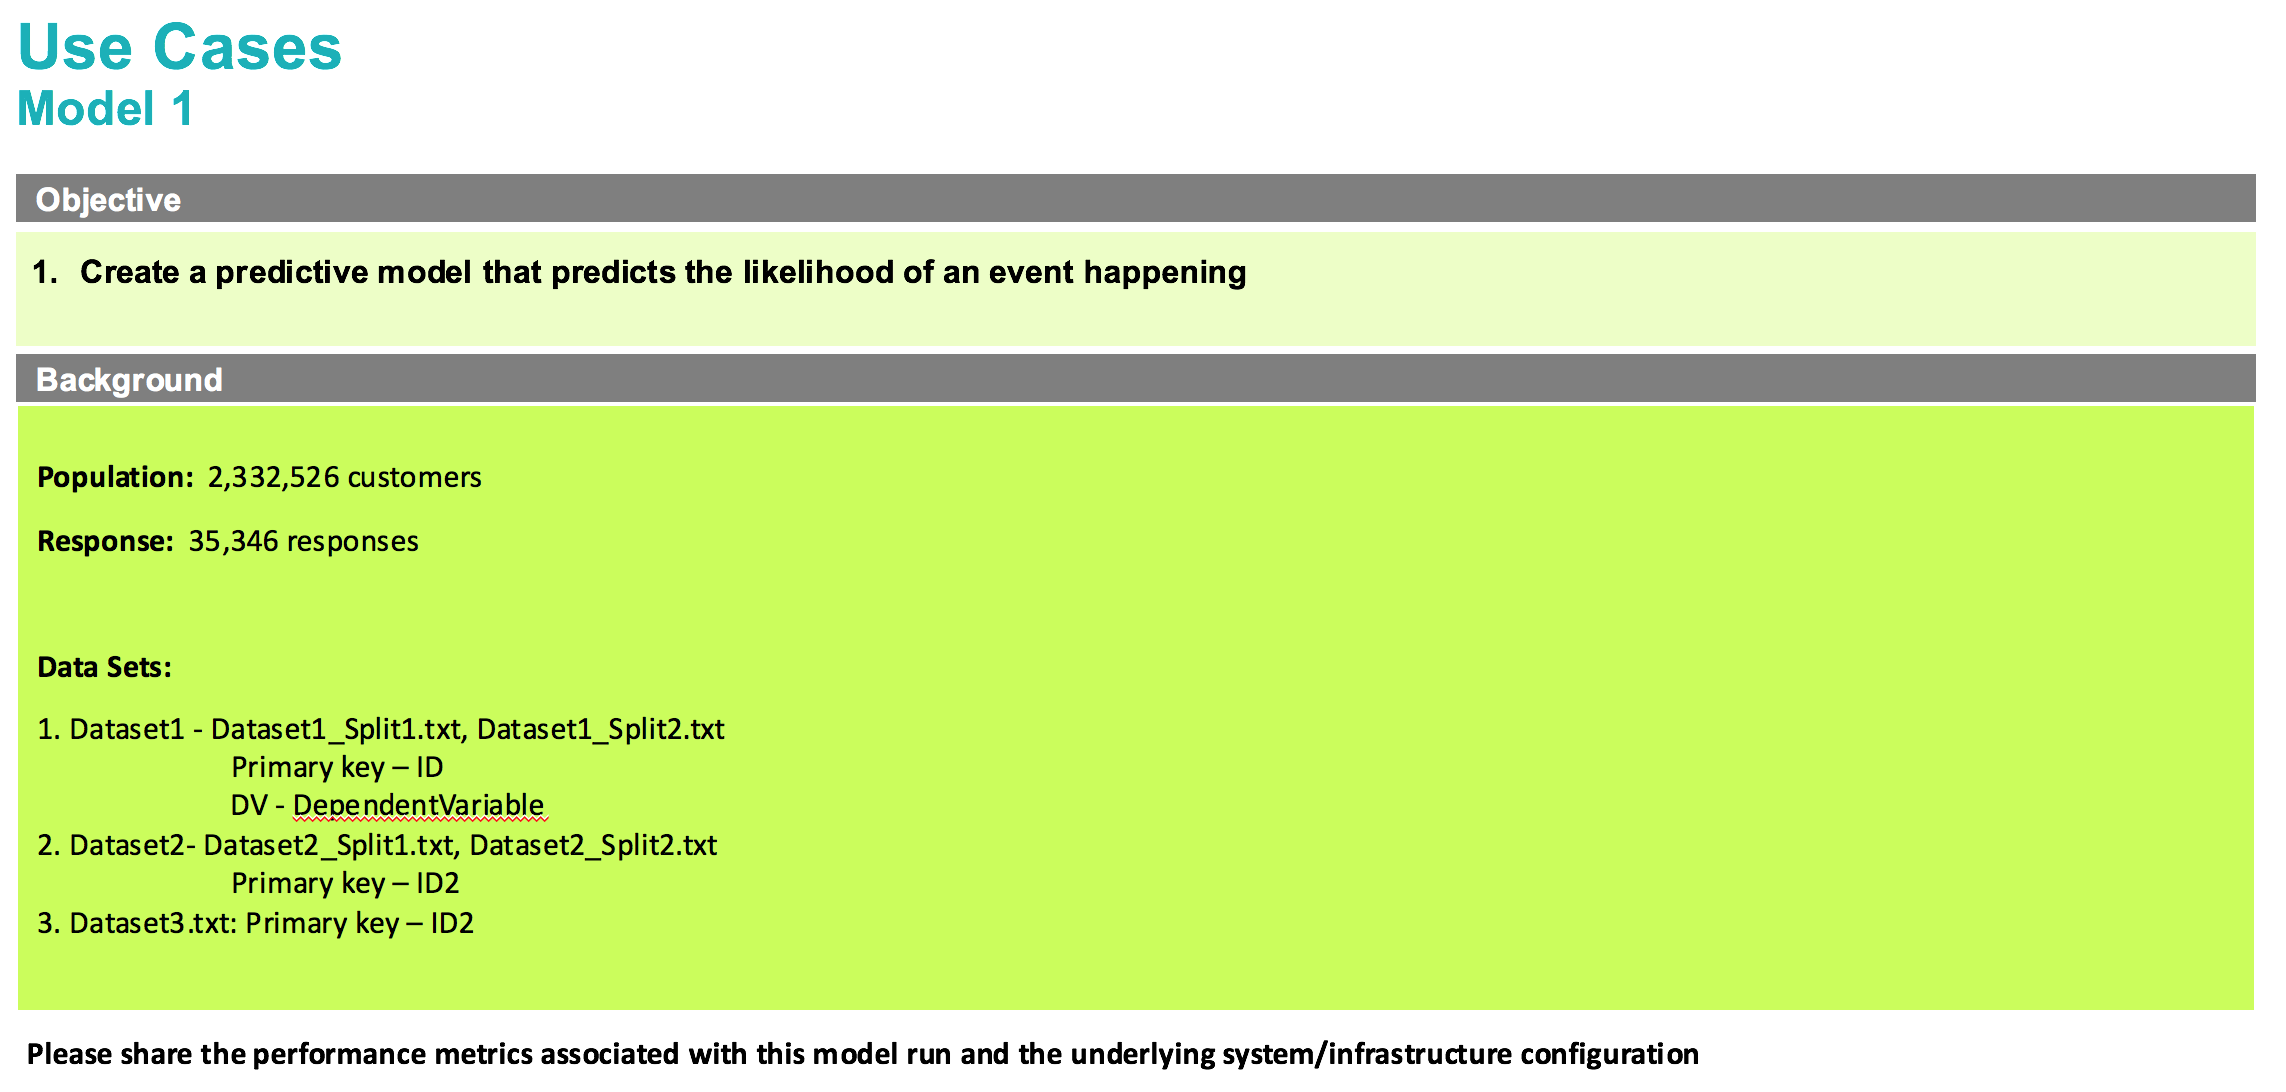 Use Cases
Model 1
Objective
1. Create a predictive model that predicts the likelihood of an event happening
Background
Population: 2,332,526 customers
Response: 35,346 responses
Data Sets:
1. Dataset1 - Dataset1_Split1.txt, Dataset1_Split2.txt
Primary key – ID
DV - DependentVariable
2. Dataset2- Dataset2_Split1.txt, Dataset2_Split2.txt
Primary key – ID2
3. Dataset3.txt: Primary key – ID2
Please share the performance metrics associated with this model run and the underlying system/infrastructure configuration